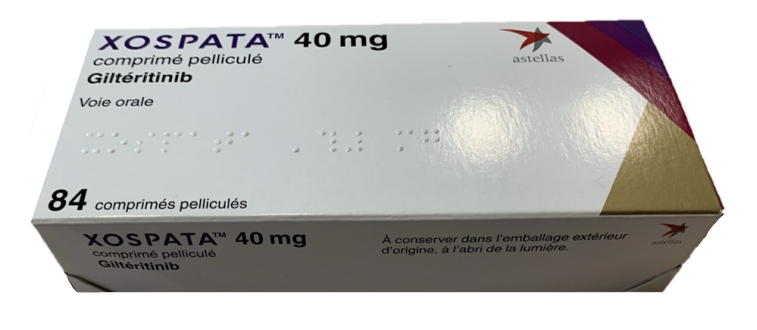 XOSPATA™ 40 mg
comprimé pelliculé
Giltéritinib
Voie orale
astellas
84 comprimés pelliculés
XOSPATA™ 40 mg
comprimé pelliculé
Giltéritinib
À conserver dans l'emballage extérieur
d'origine, à l'abri de la lumière.
astellas